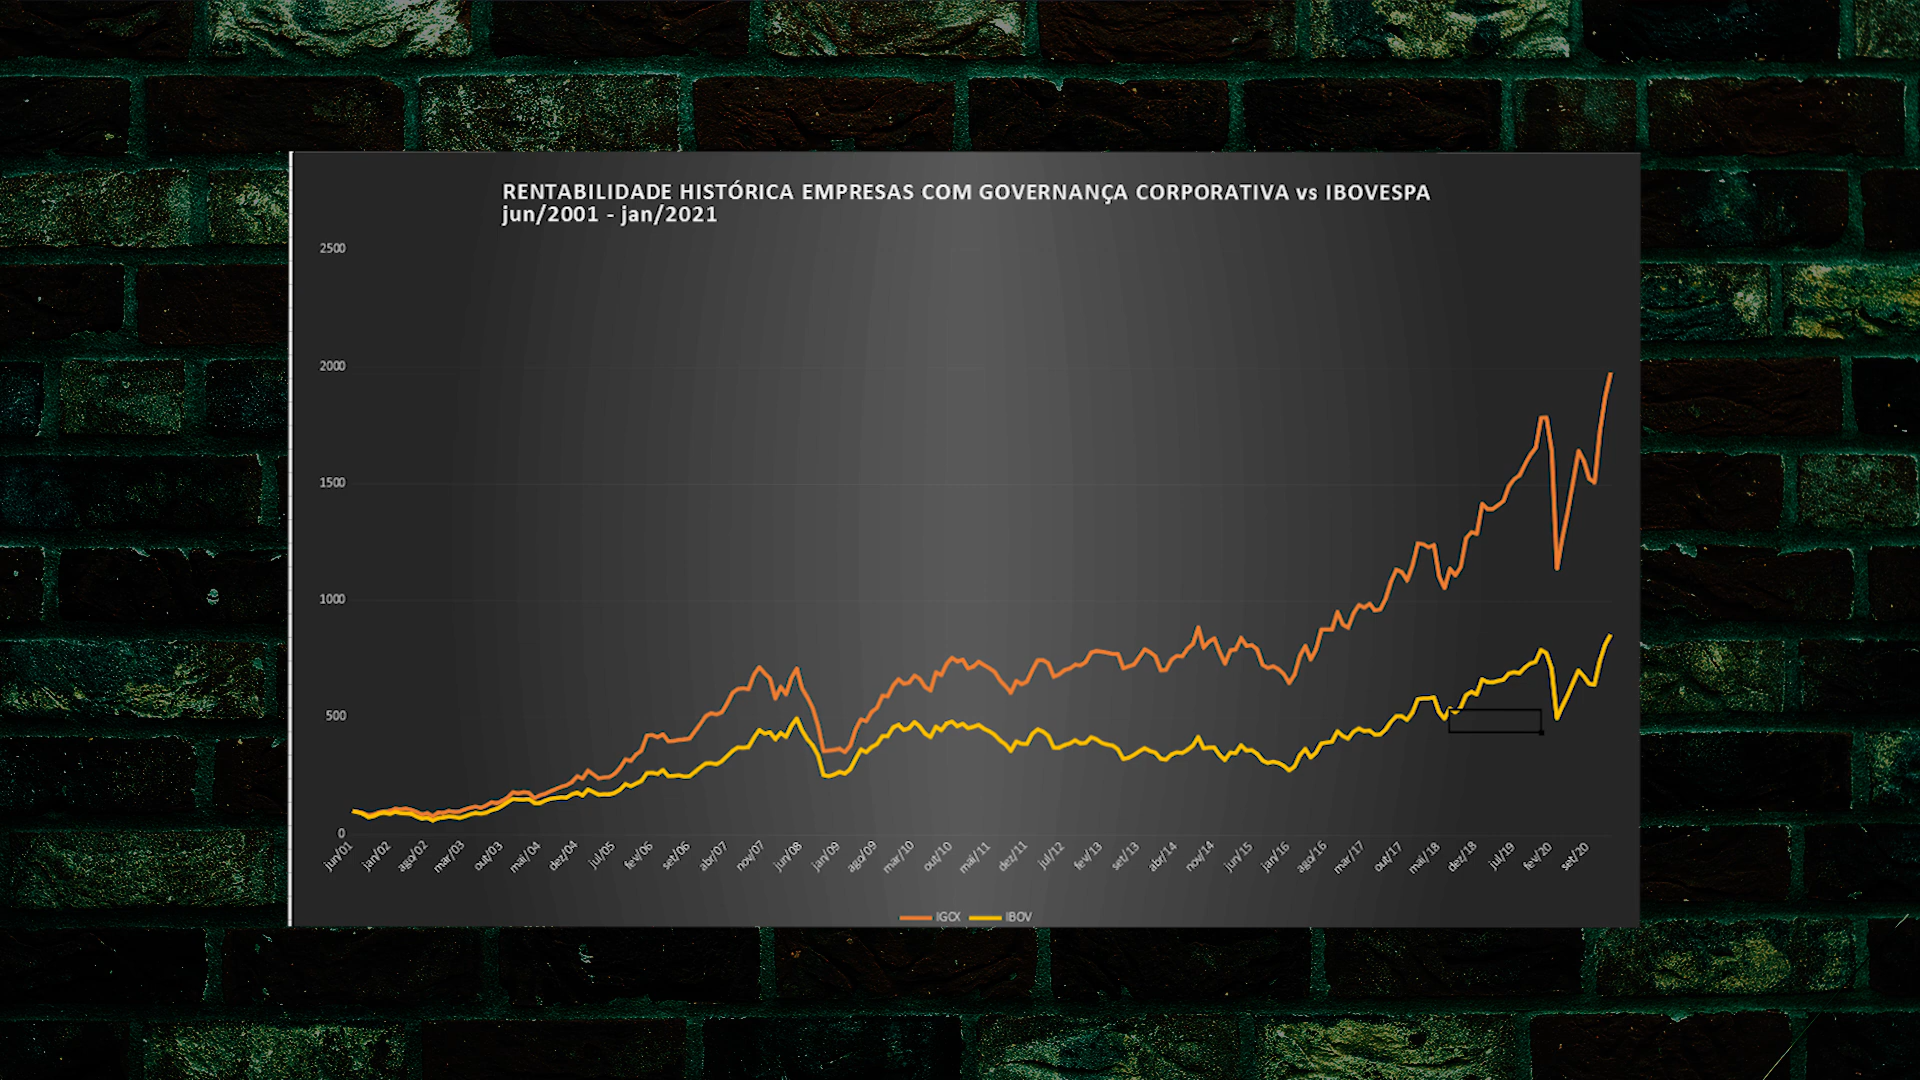 RENTABILIDADE HISTÓRICA EMPRESAS COM GOVERNANÇA CORPORATIVA vs IBOVESPA
jun/2001 - jan/2021
2500
2000
1500
1000
500
0
jun/01 jan/02 ago/02 mar/03 out/03 mai/04 dez/04 jul/05 fev/06 set/06 abr/07 nov/07 jun/08 jan/09 ago/09 mar/10 out/10 mai/11 dez/11 jul/12 fev/13 set/13 abr/14 nov/14 jun/15 jan/16 ago/16 mar/17 out/17 mai/18 dez/18 jul/19 fev/20 set/20
IGCX IBOV